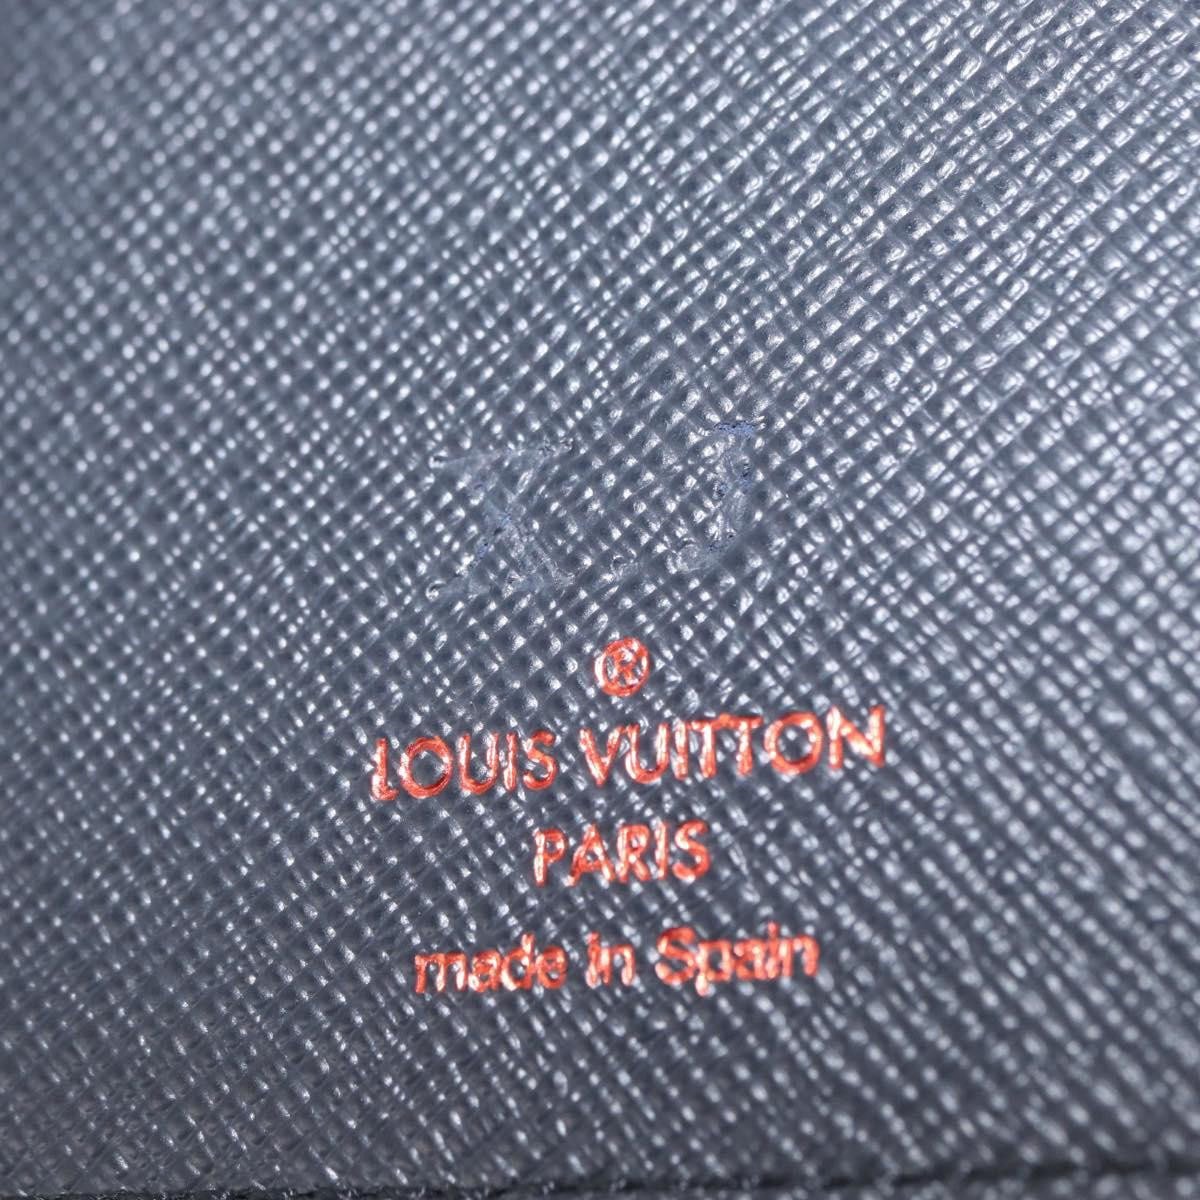 X.J
®
LOUIS VUITTON
PARIS
made in Spain